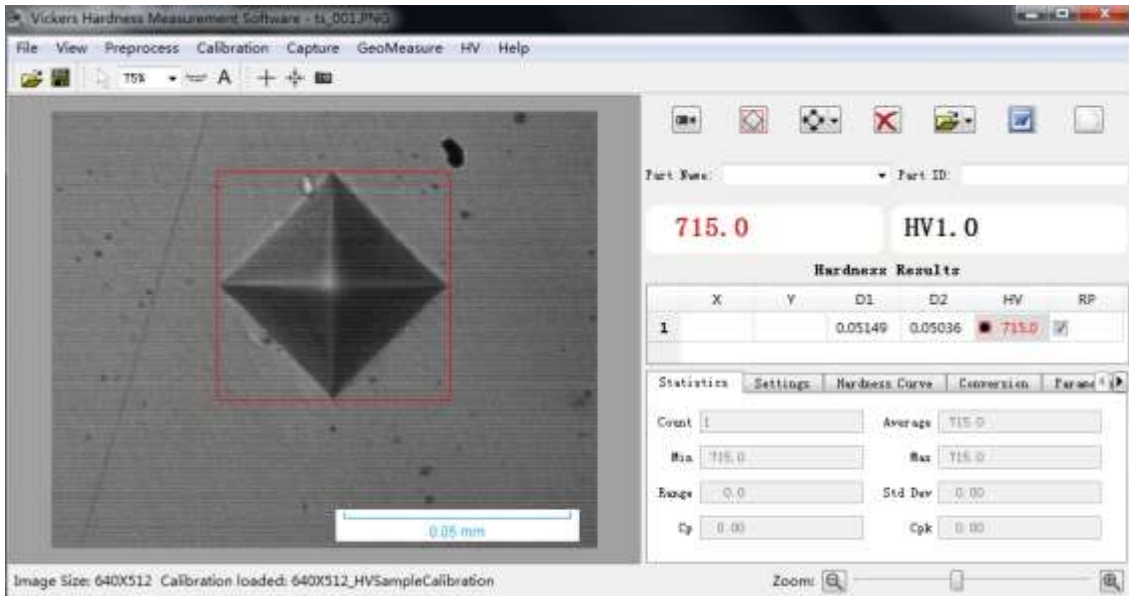 Vickers Hardness Measurement Software - ts_001.PNG
File View Preprocess Calibration Capture GeoMeasure HV Help
75% A
Part Name: Part ID:
715.0 HV1.0
Hardness Results
X Y D1 D2 HV RP
1 0.05149 0.05036 715.0
Statistics Settings Hardness Curve Conversion
Count 1 Average 715.0
Min 715.0 Max 715.0
Range 0.0 Std Dev 0.00
Cp 0.00 Cpk 0.00
0.05 mm
Image Size: 640X512 Calibration loaded: 640X512_HVSampleCalibration Zoom: